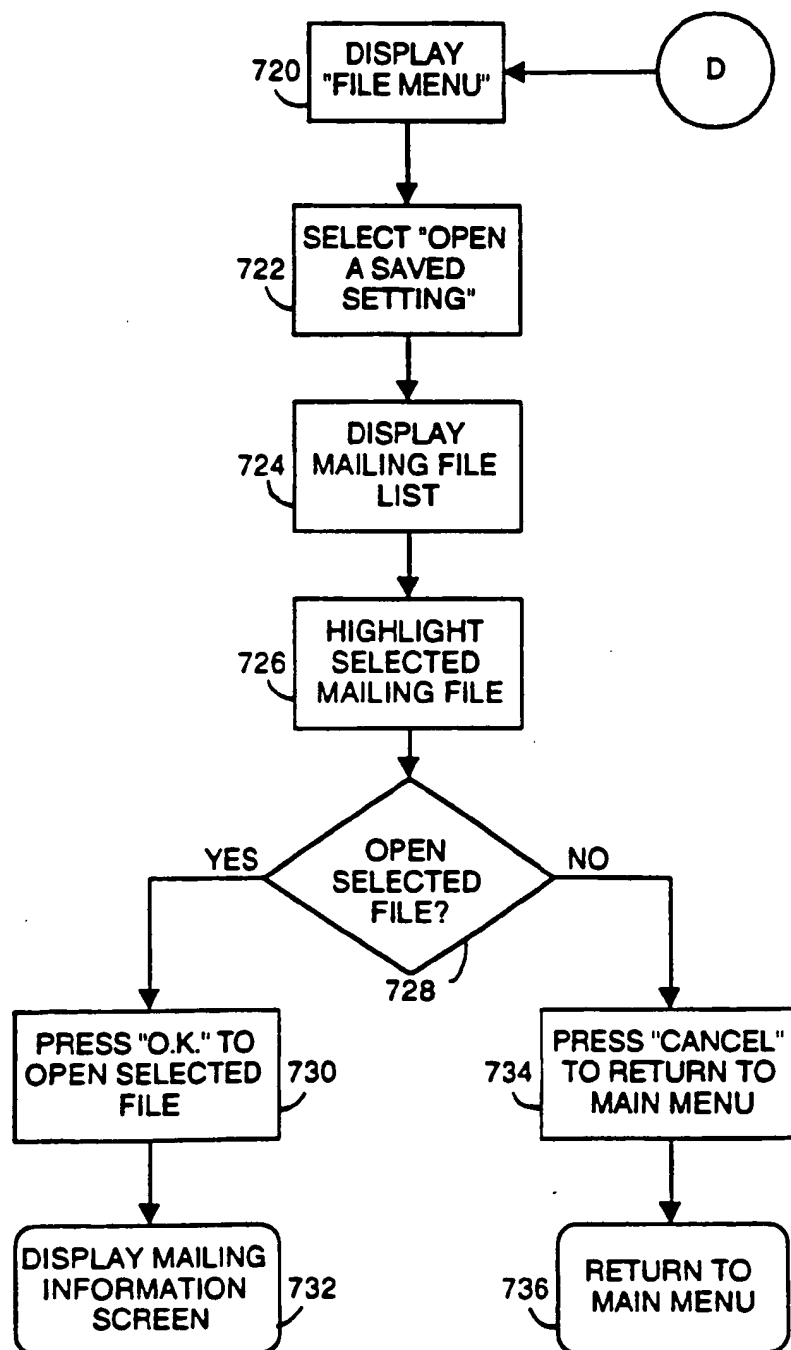 DISPLAY
"FILE MENU"
720
D
SELECT "OPEN
A SAVED
SETTING"
722
DISPLAY
MAILING FILE
LIST
724
HIGHLIGHT
SELECTED
MAILING FILE
726
YES
OPEN
SELECTED
FILE?
NO
728
PRESS "O.K." TO
OPEN SELECTED
FILE
730
734
PRESS "CANCEL"
TO RETURN TO
MAIN MENU
DISPLAY MAILING
INFORMATION
SCREEN
732
736
RETURN TO
MAIN MENU